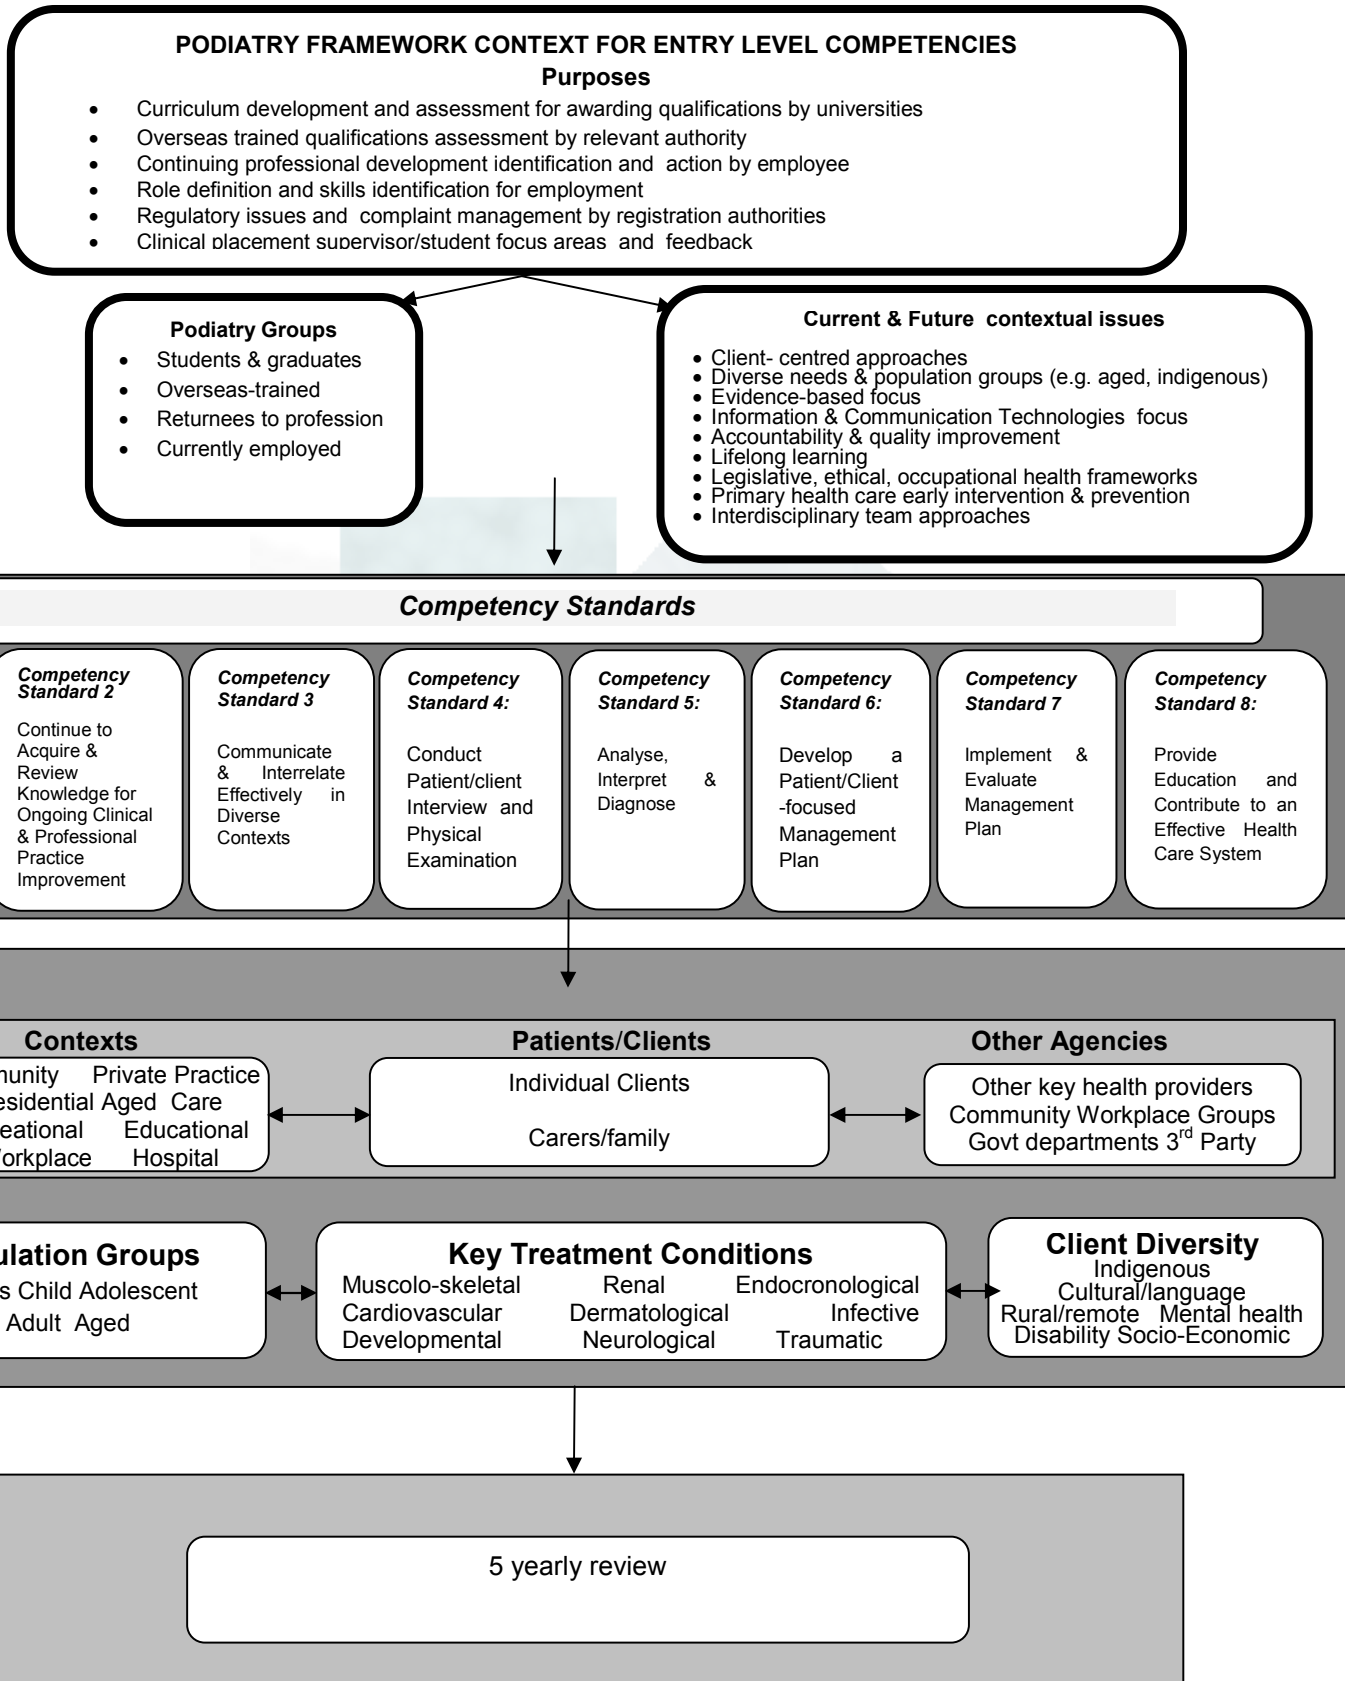 PODIATRY FRAMEWORK CONTEXT FOR ENTRY LEVEL COMPETENCIES
Purposes
• Curriculum development and assessment for awarding qualifications by universities
• Overseas trained qualifications assessment by relevant authority
• Continuing professional development identification and action by employee
• Role definition and skills identification for employment
• Regulatory issues and complaint management by registration authorities
• Clinical placement supervisor/student focus areas and feedback
Podiatry Groups
• Students & graduates
• Overseas-trained
• Returnees to profession
• Currently employed
Current & Future contextual issues
• Client- centred approaches
• Diverse needs & population groups (e.g. aged, indigenous)
• Evidence-based focus
• Information & Communication Technologies focus
• Accountability & quality improvement
• Lifelong learning
• Legislative, ethical, occupational health frameworks
• Primary health care early intervention & prevention
• Interdisciplinary team approaches
Competency Standards
Competency
Standard 2
Continue to
Acquire &
Review
Knowledge for
Ongoing Clinical
& Professional
Practice
Improvement
Competency
Standard 3
Communicate
& Interrelate
Effectively in
Diverse
Contexts
Competency
Standard 4:
Conduct
Patient/client
Interview and
Physical
Examination
Competency
Standard 5:
Analyse,
Interpret &
Diagnose
Competency
Standard 6:
Develop a
Patient/Client
-focused
Management
Plan
Competency
Standard 7
Implement &
Evaluate
Management
Plan
Competency
Standard 8:
Provide
Education and
Contribute to an
Effective Health
Care System
Contexts
munity Private Practice
esidential Aged Care
eational Educational
orkplace Hospital
Patients/Clients
Individual Clients
Carers/family
Other Agencies
Other key health providers
Community Workplace Groups
Govt departments 3rd Party
ulation Groups
s Child Adolescent
Adult Aged
Key Treatment Conditions
Muscolo-skeletal Renal Endocronological
Cardiovascular Dermatological Infective
Developmental Neurological Traumatic
Client Diversity
Indigenous
Cultural/language
Rural/remote Mental health
Disability Socio-Economic
5 yearly review